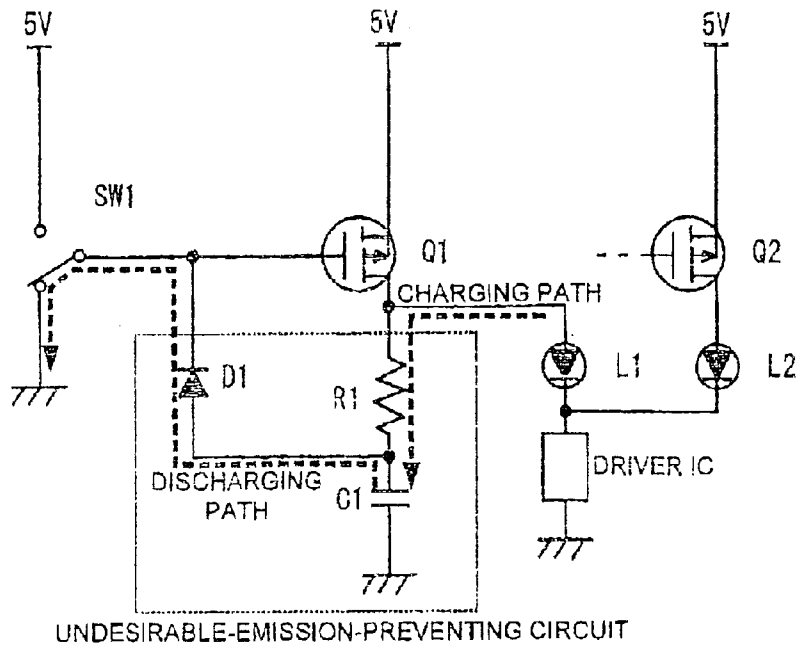 5V 5V 5V
SW1
Q1 Q2
CHARGING PATH
D1 R1 L1 L2
DISCHARGING
PATH
C1
DRIVER IC
UNDESIRABLE-EMISSION-PREVENTING CIRCUIT